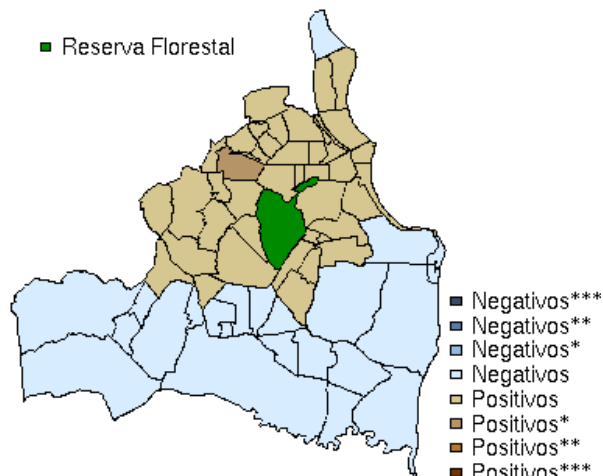 Reserva Florestal
Negativos***
Negativos**
Negativos*
Negativos
Positivos
Positivos*
Positivos**
Positivos***